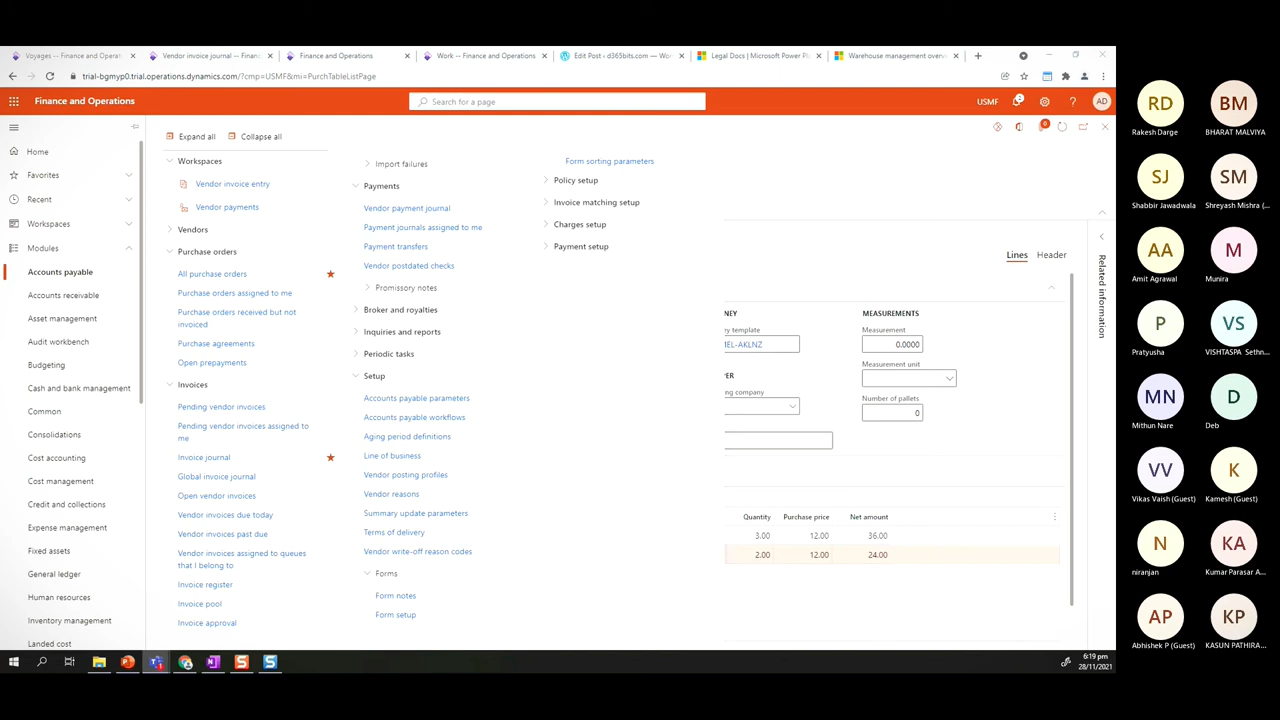 Voyages -- Finance and Operat
Vendor invoice journal -- Financ
Finance and Operations
Work -- Finance and Operations
Edit Post ‹ d365bits.com — Wor
Legal Docs | Microsoft Power Pl
Warehouse management overv
trial-bgmyp0.trial.operations.dynamics.com/?cmp=USMF&mi=PurchTableListPage
Finance and Operations
Search for a page
USMF
AD
Expand all
Collapse all
0
Home
Favorites
Recent
Workspaces
Modules
Accounts payable
Accounts receivable
Asset management
Audit workbench
Budgeting
Cash and bank management
Common
Consolidations
Cost accounting
Cost management
Credit and collections
Expense management
Fixed assets
General ledger
Human resources
Inventory management
Landed cost
Workspaces
Vendor invoice entry
Vendor payments
Vendors
Purchase orders
All purchase orders
Purchase orders assigned to me
Purchase orders received but not
invoiced
Purchase agreements
Open prepayments
Invoices
Pending vendor invoices
Pending vendor invoices assigned to
me
Invoice journal
Global invoice journal
Open vendor invoices
Vendor invoices due today
Vendor invoices past due
Vendor invoices assigned to queues
that I belong to
Invoice register
Invoice pool
Invoice approval
Import failures
Payments
Vendor payment journal
Payment journals assigned to me
Payment transfers
Vendor postdated checks
Promissory notes
Broker and royalties
Inquiries and reports
Periodic tasks
Setup
Accounts payable parameters
Accounts payable workflows
Aging period definitions
Line of business
Vendor posting profiles
Vendor reasons
Summary update parameters
Terms of delivery
Vendor write-off reason codes
Forms
Form notes
Form setup
Form sorting parameters
Policy setup
Invoice matching setup
Charges setup
Payment setup
Lines
Header
Related information
NEY
MEASUREMENTS
y template
Measurement
MEL-AKLNZ
0.0000
Measurement unit
PER
ng company
Number of pallets
0
Quantity
Purchase price
Net amount
3.00
12.00
36.00
2.00
12.00
24.00
6:19 pm
28/11/2021
RD
BM
Rakesh Darge
BHARAT MALVIYA
SJ
SM
Shabbir Jawadwala
Shreyash Mishra (...
AA
M
Amit Agrawal
Munira
P
VS
Pratyusha
VISHTASPA Sethn...
MN
D
Mithun Nare
Deb
VV
K
Vikas Vaish (Guest)
Kamesh (Guest)
N
KA
niranjan
Kumar Parasar A...
AP
KP
Abhishek P (Guest)
KASUN PATHIRA...